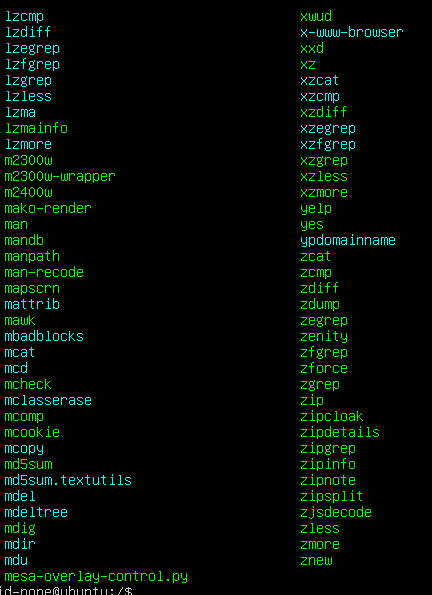 lzcmp xwud
lzdiff x-www-browser
lzegrep xxd
lzfgrep xz
lzgrep xzcat
lzless xzcmp
lzma xzdiff
lzmainfo xzegrep
lzmore xzfgrep
m2300w xzgrep
m2300w-wrapper xzless
m2400w xzmore
mako-render yelp
man yes
mandb ypdomainname
manpath zcat
man-recode zcmp
mapscrn zdiff
mattrib zdump
mawk zegrep
mbadblocks zenity
mcat zfgrep
mcd zforce
mcheck zgrep
mclasserase zip
mcomp zipcloak
mcookie zipdetails
mcopy zipgrep
md5sum zipinfo
md5sum.textutils zipnote
mdel zipsplit
mdeltree zjsdecode
mdig zless
mdir zmore
mdu znew
mesa-overlay-control.py
id-none@ubuntu:/$